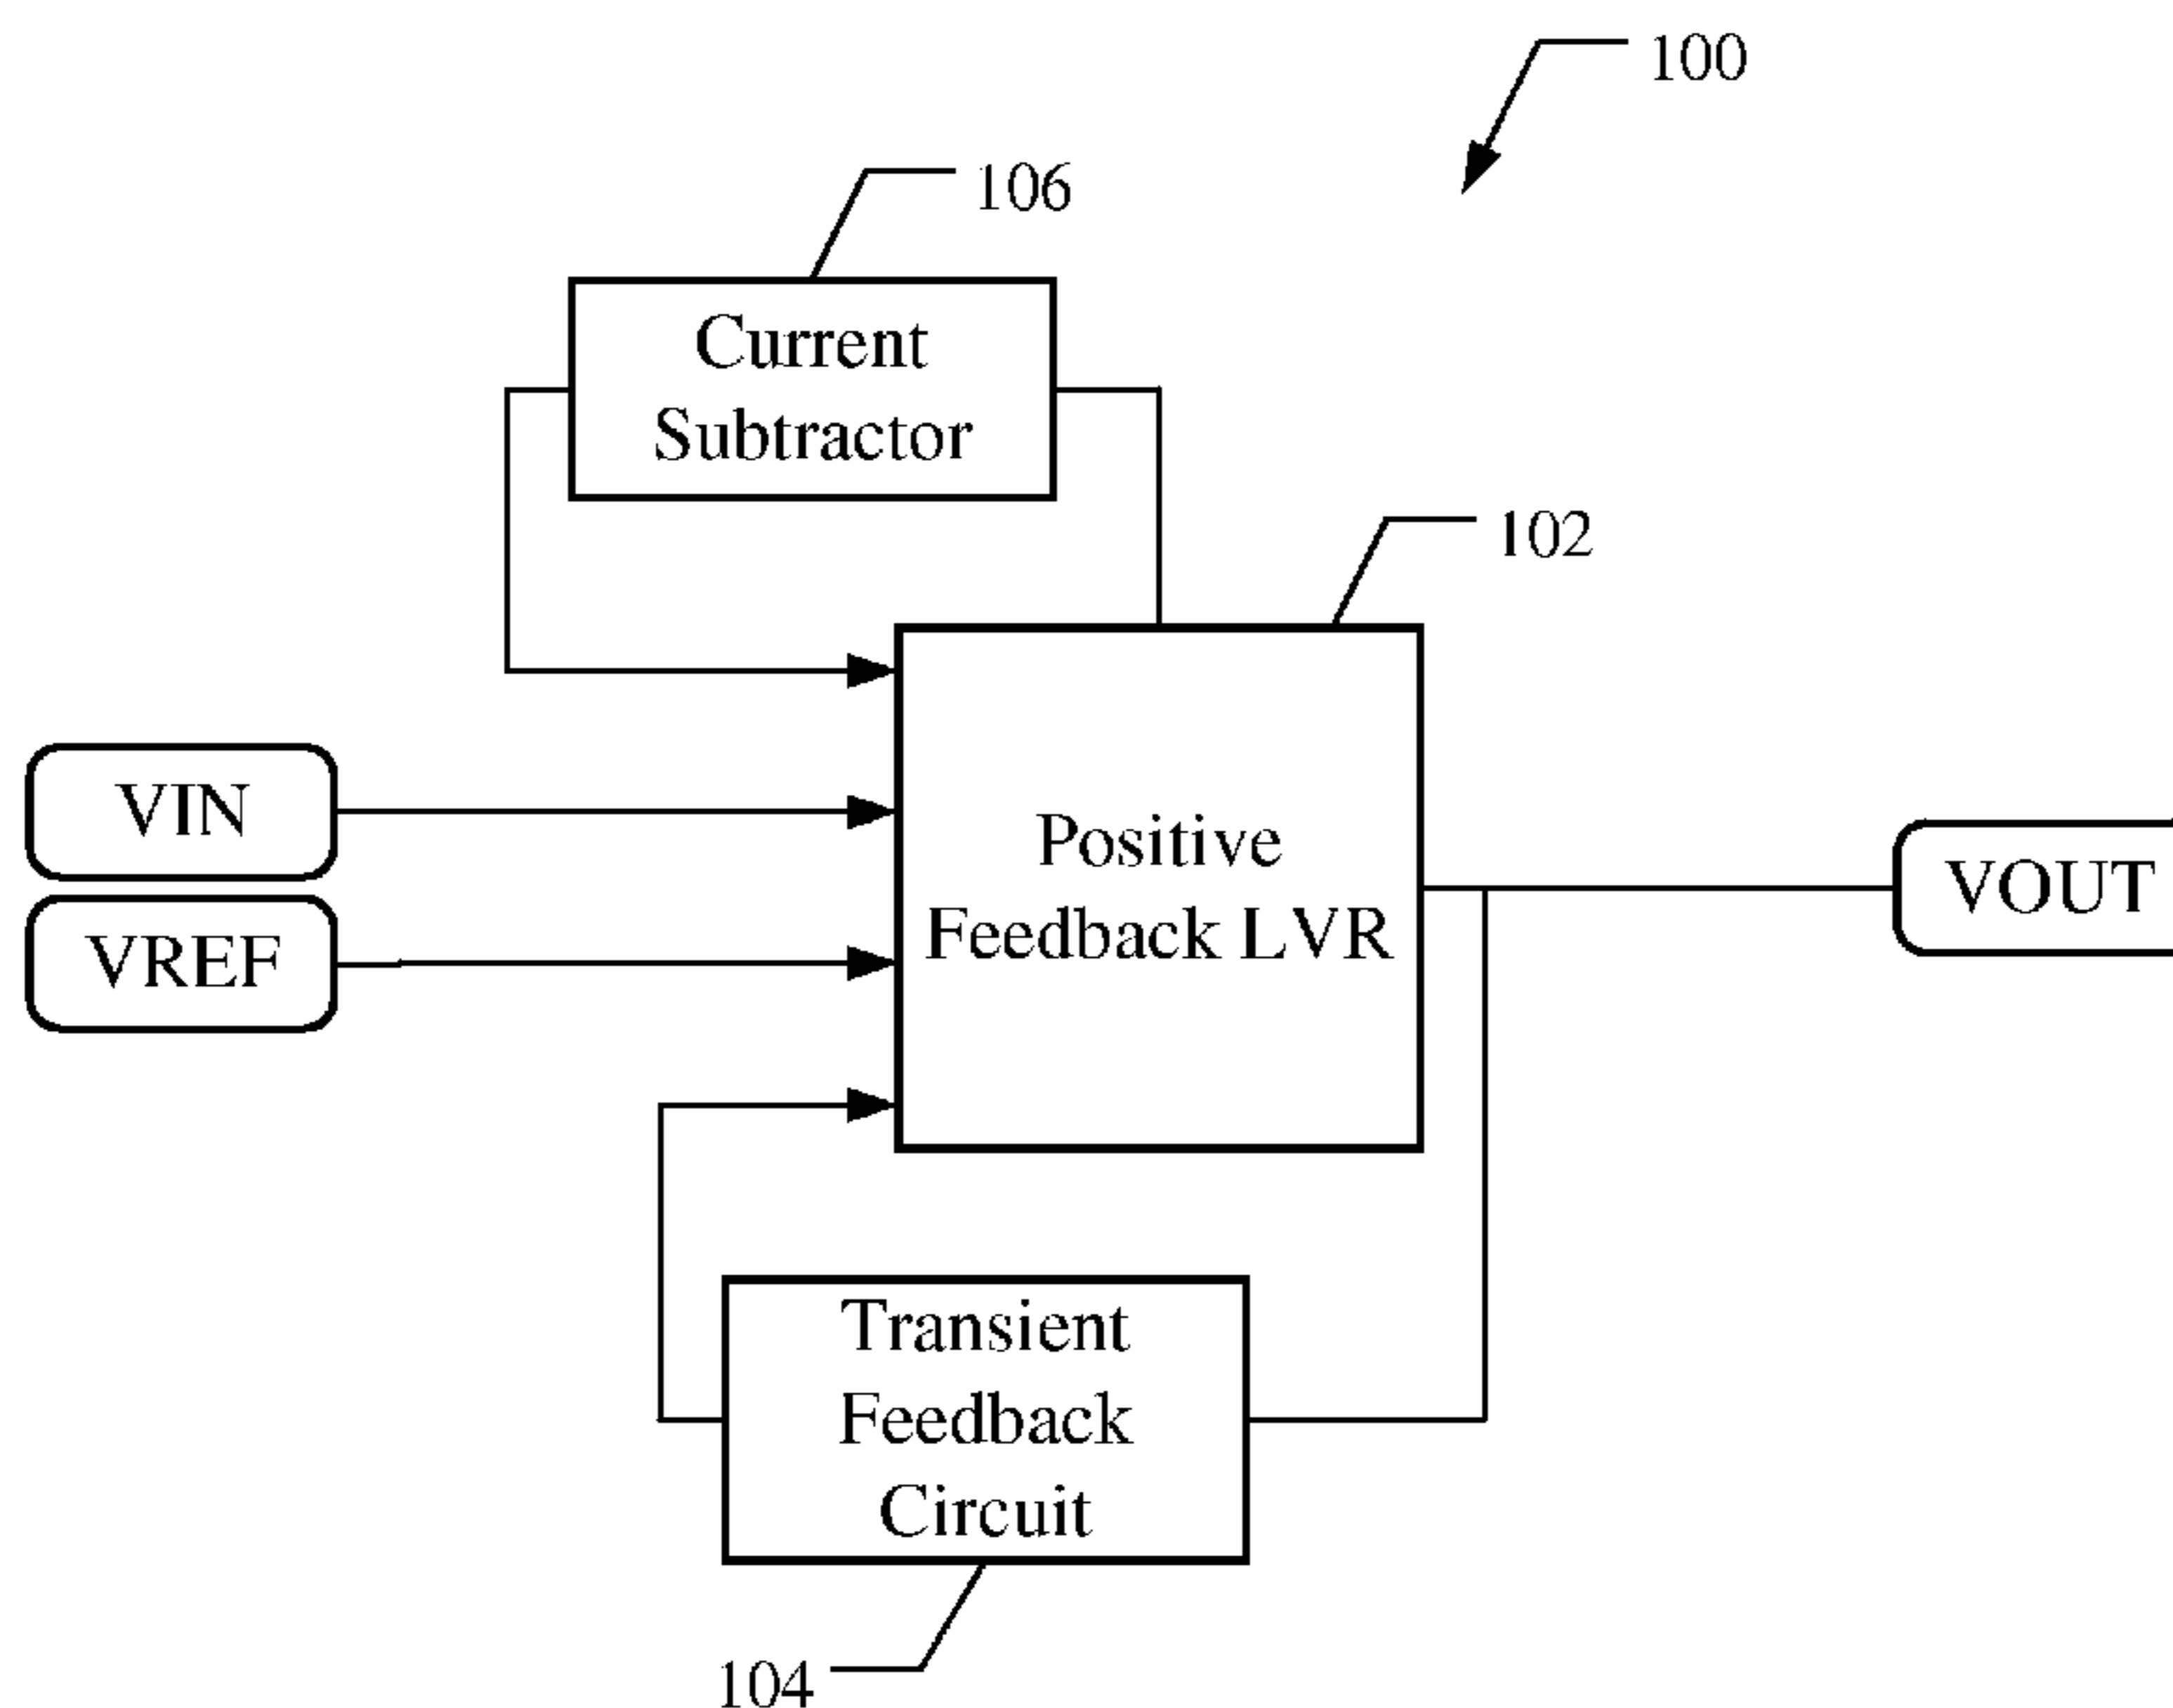 100
106
Current
Subtractor
102
VIN
Positive
VOUT
Feedback LVR
VREF
Transient
Feedback
Circuit
104